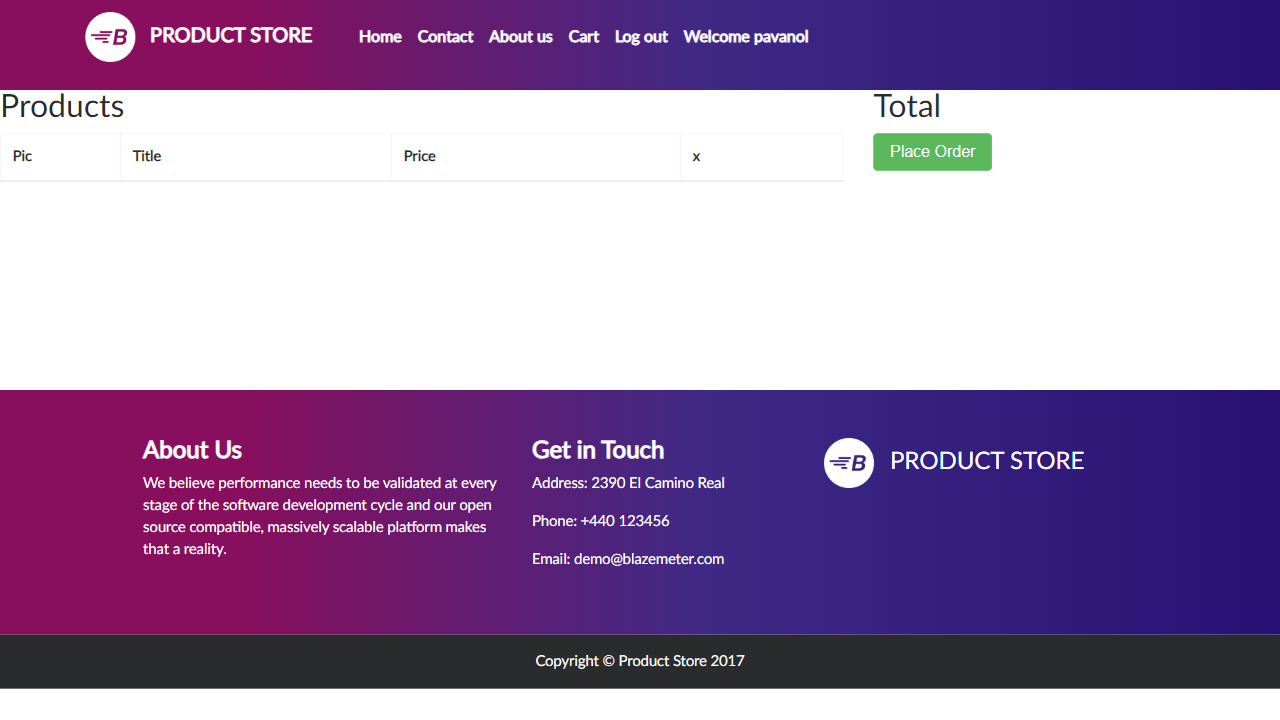 B PRODUCT STORE Home Contact About us Cart Log out Welcome pavanol
Products
Total
Pic Title Price x
Place Order
About Us
We believe performance needs to be validated at every
stage of the software development cycle and our open
source compatible, massively scalable platform makes
that a reality.
Get in Touch
Address: 2390 El Camino Real
Phone: +440 123456
Email: demo@blazemeter.com
B PRODUCT STORE
Copyright © Product Store 2017